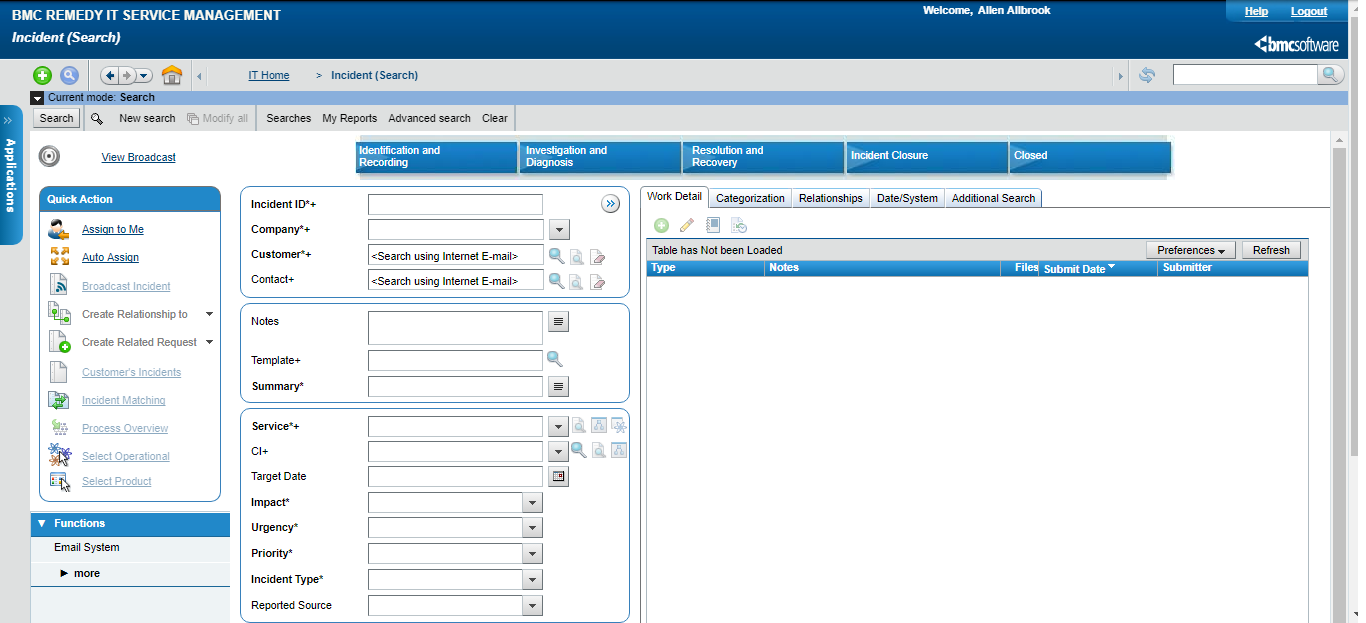 BMC REMEDY IT SERVICE MANAGEMENT
Welcome, Allen Allbrook
Help Logout
Incident (Search)
bmcsoftware
IT Home > Incident (Search)
Current mode: Search
Search New search Modify all Searches My Reports Advanced search Clear
Applications
View Broadcast
Identification and
Recording
Investigation and
Diagnosis
Resolution and
Recovery
Incident Closure
Closed
Quick Action
Assign to Me
Auto Assign
Broadcast Incident
Create Relationship to
Create Related Request
Customer's Incidents
Incident Matching
Process Overview
Select Operational
Select Product
Functions
Email System
more
Incident ID*+
Company*+
Customer*+ <Search using Internet E-mail>
Contact+ <Search using Internet E-mail>
Notes
Template+
Summary*
Service*+
CI+
Target Date
Impact*
Urgency*
Priority*
Incident Type*
Reported Source
Work Detail Categorization Relationships Date/System Additional Search
Table has Not been Loaded Preferences Refresh
Type Notes Files Submit Date Submitter